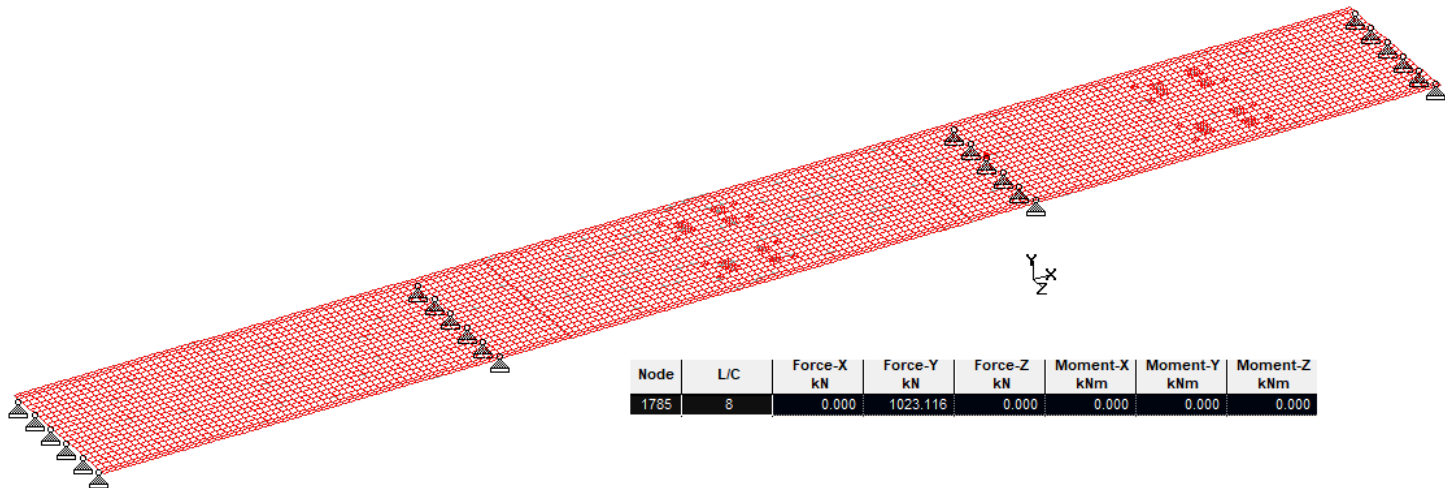 Y
X
Z
Node L/C Force-X kN Force-Y kN Force-Z kN Moment-X kNm Moment-Y kNm Moment-Z kNm
1785 8 0.000 1023.116 0.000 0.000 0.000 0.000